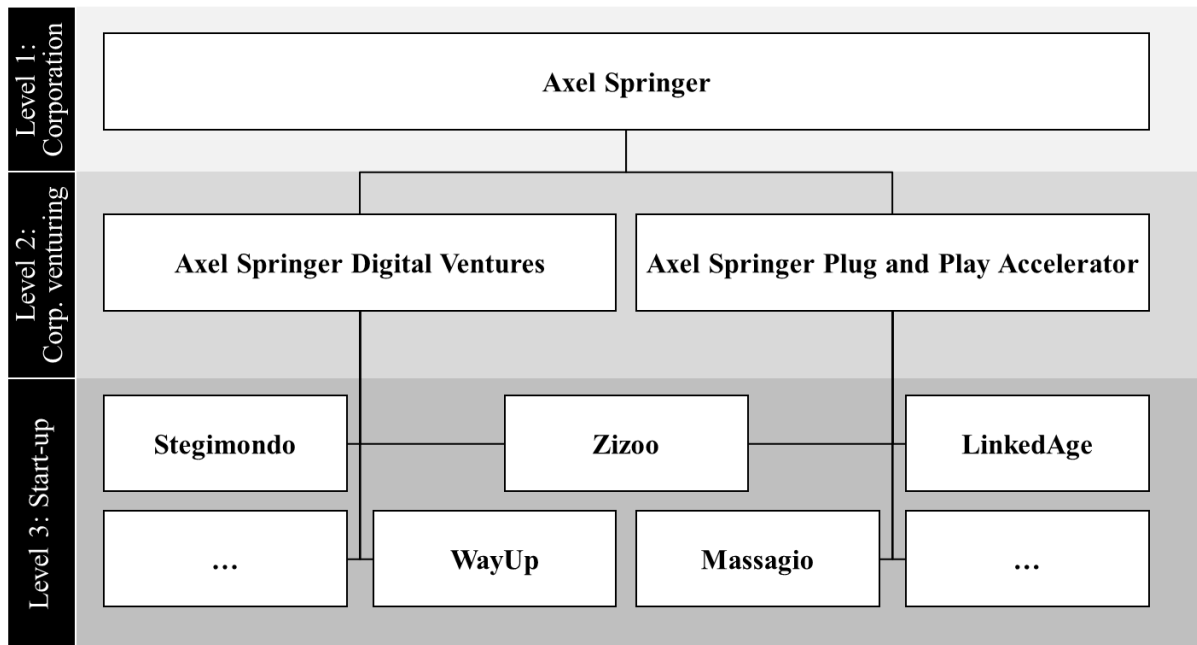 Level 1:
Corporation
Axel Springer
Level 2:
Corp. venturing
Axel Springer Digital Ventures
Axel Springer Plug and Play Accelerator
Level 3: Start-up
Stegimondo
Zizoo
LinkedAge
…
WayUp
Massagio
…